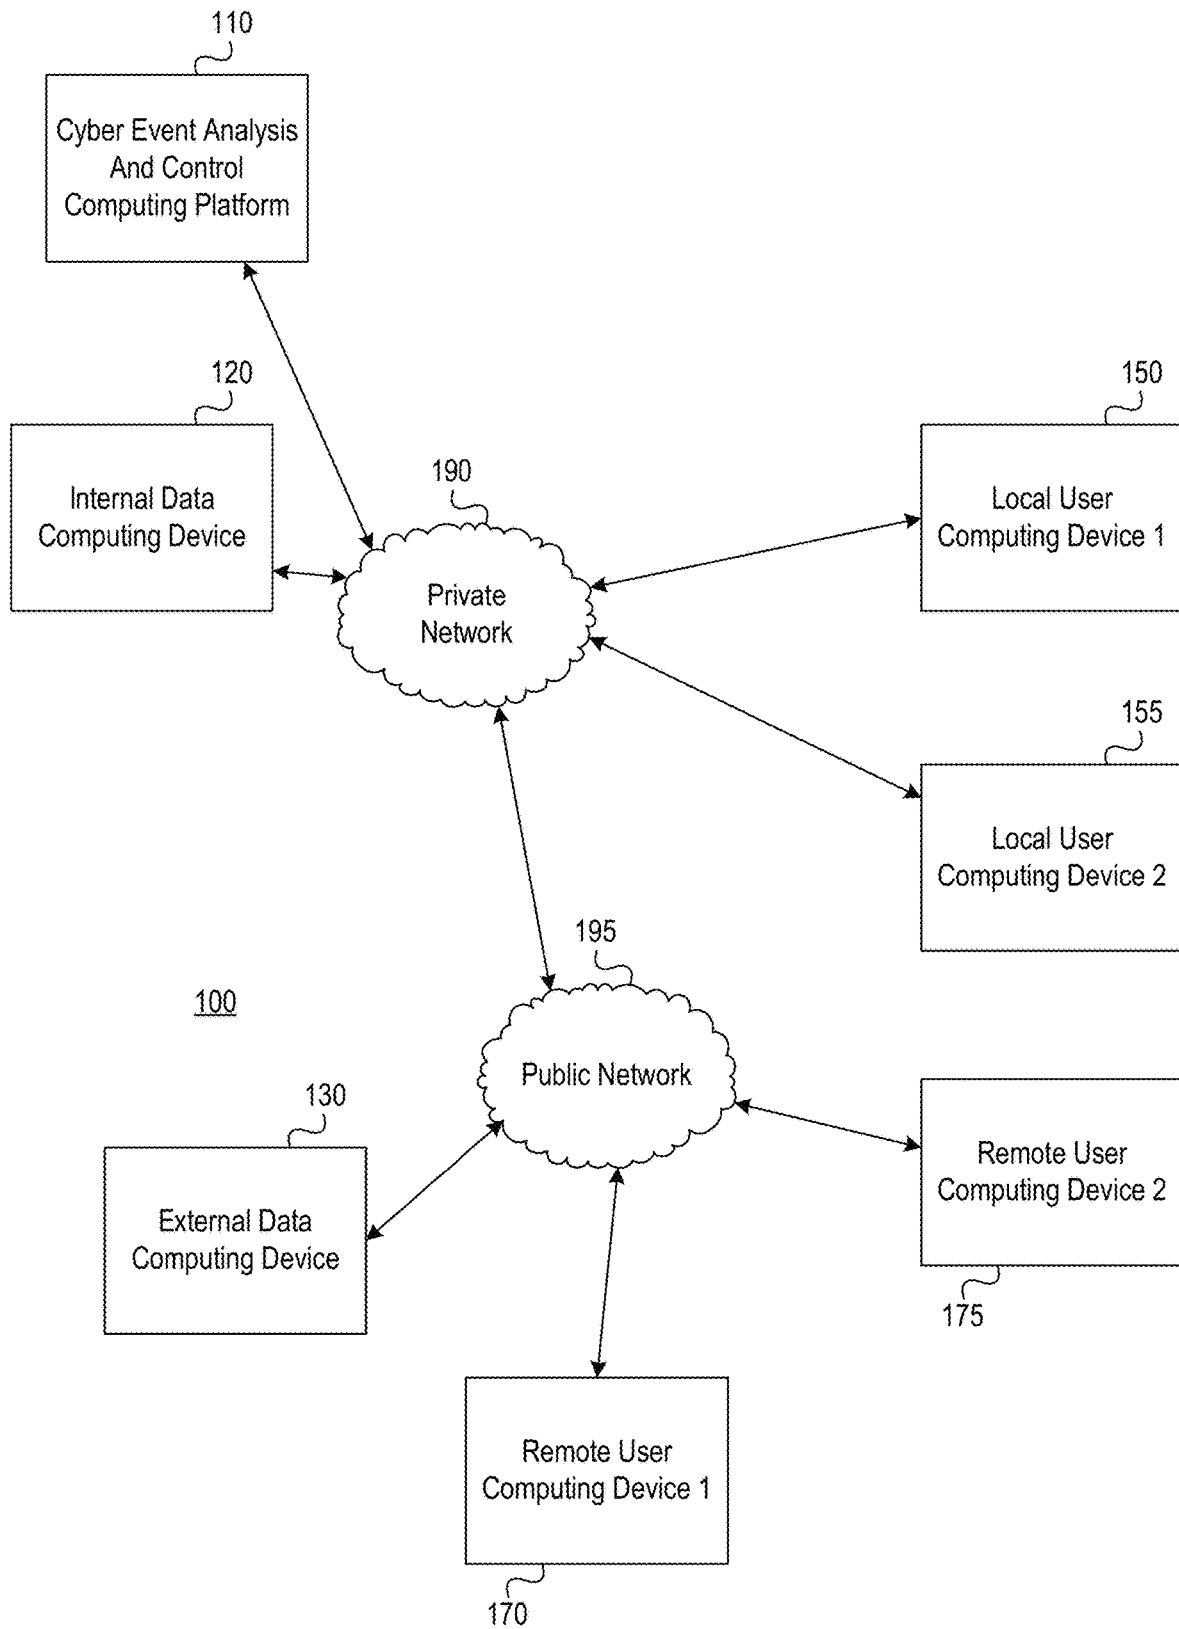 110
Cyber Event Analysis
And Control
Computing Platform
120
Internal Data
Computing Device
190
Private
Network
150
Local User
Computing Device 1
155
Local User
Computing Device 2
195
Public Network
100
130
External Data
Computing Device
Remote User
Computing Device 2
175
Remote User
Computing Device 1
170